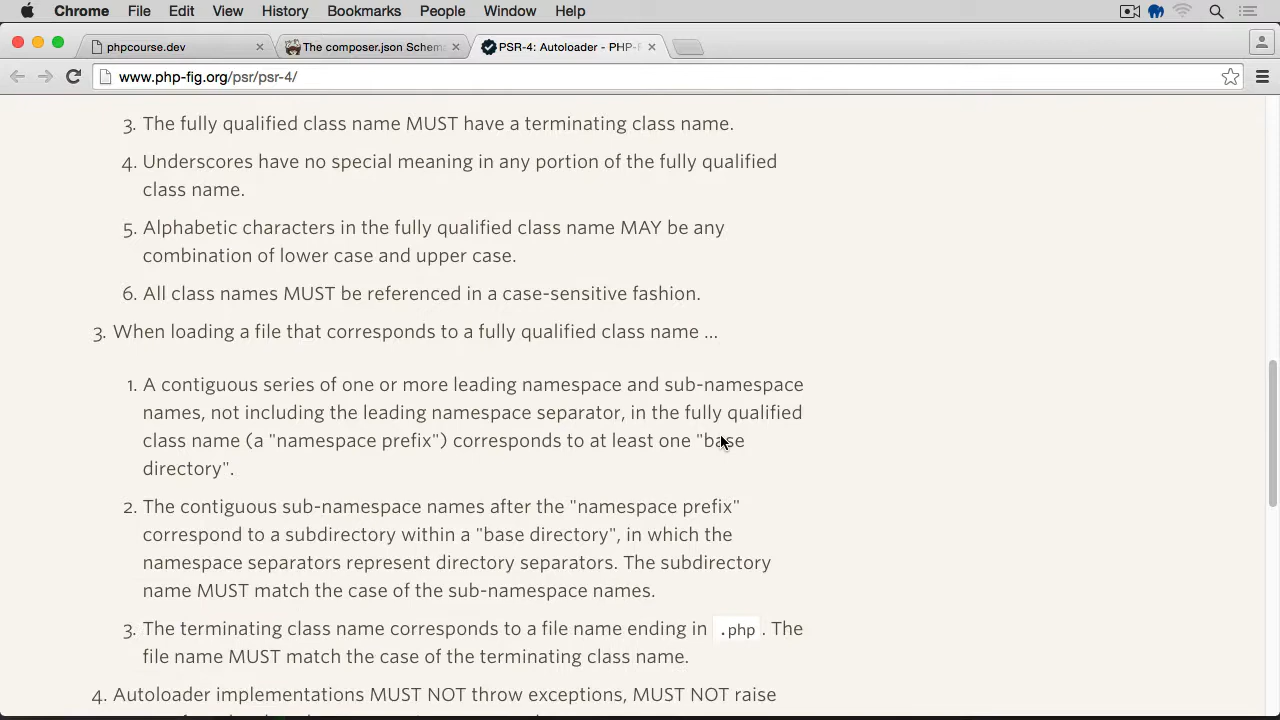 Chrome File Edit View History Bookmarks People Window Help
phpcourse.dev
The composer.json Schem
PSR-4: Autoloader - PHP-F
www.php-fig.org/psr/psr-4/
3. The fully qualified class name MUST have a terminating class name.
4. Underscores have no special meaning in any portion of the fully qualified
class name.
5. Alphabetic characters in the fully qualified class name MAY be any
combination of lower case and upper case.
6. All class names MUST be referenced in a case-sensitive fashion.
3. When loading a file that corresponds to a fully qualified class name ...
1. A contiguous series of one or more leading namespace and sub-namespace
names, not including the leading namespace separator, in the fully qualified
class name (a "namespace prefix") corresponds to at least one "base
directory".
2. The contiguous sub-namespace names after the "namespace prefix"
correspond to a subdirectory within a "base directory", in which the
namespace separators represent directory separators. The subdirectory
name MUST match the case of the sub-namespace names.
3. The terminating class name corresponds to a file name ending in .php. The
file name MUST match the case of the terminating class name.
4. Autoloader implementations MUST NOT throw exceptions, MUST NOT raise